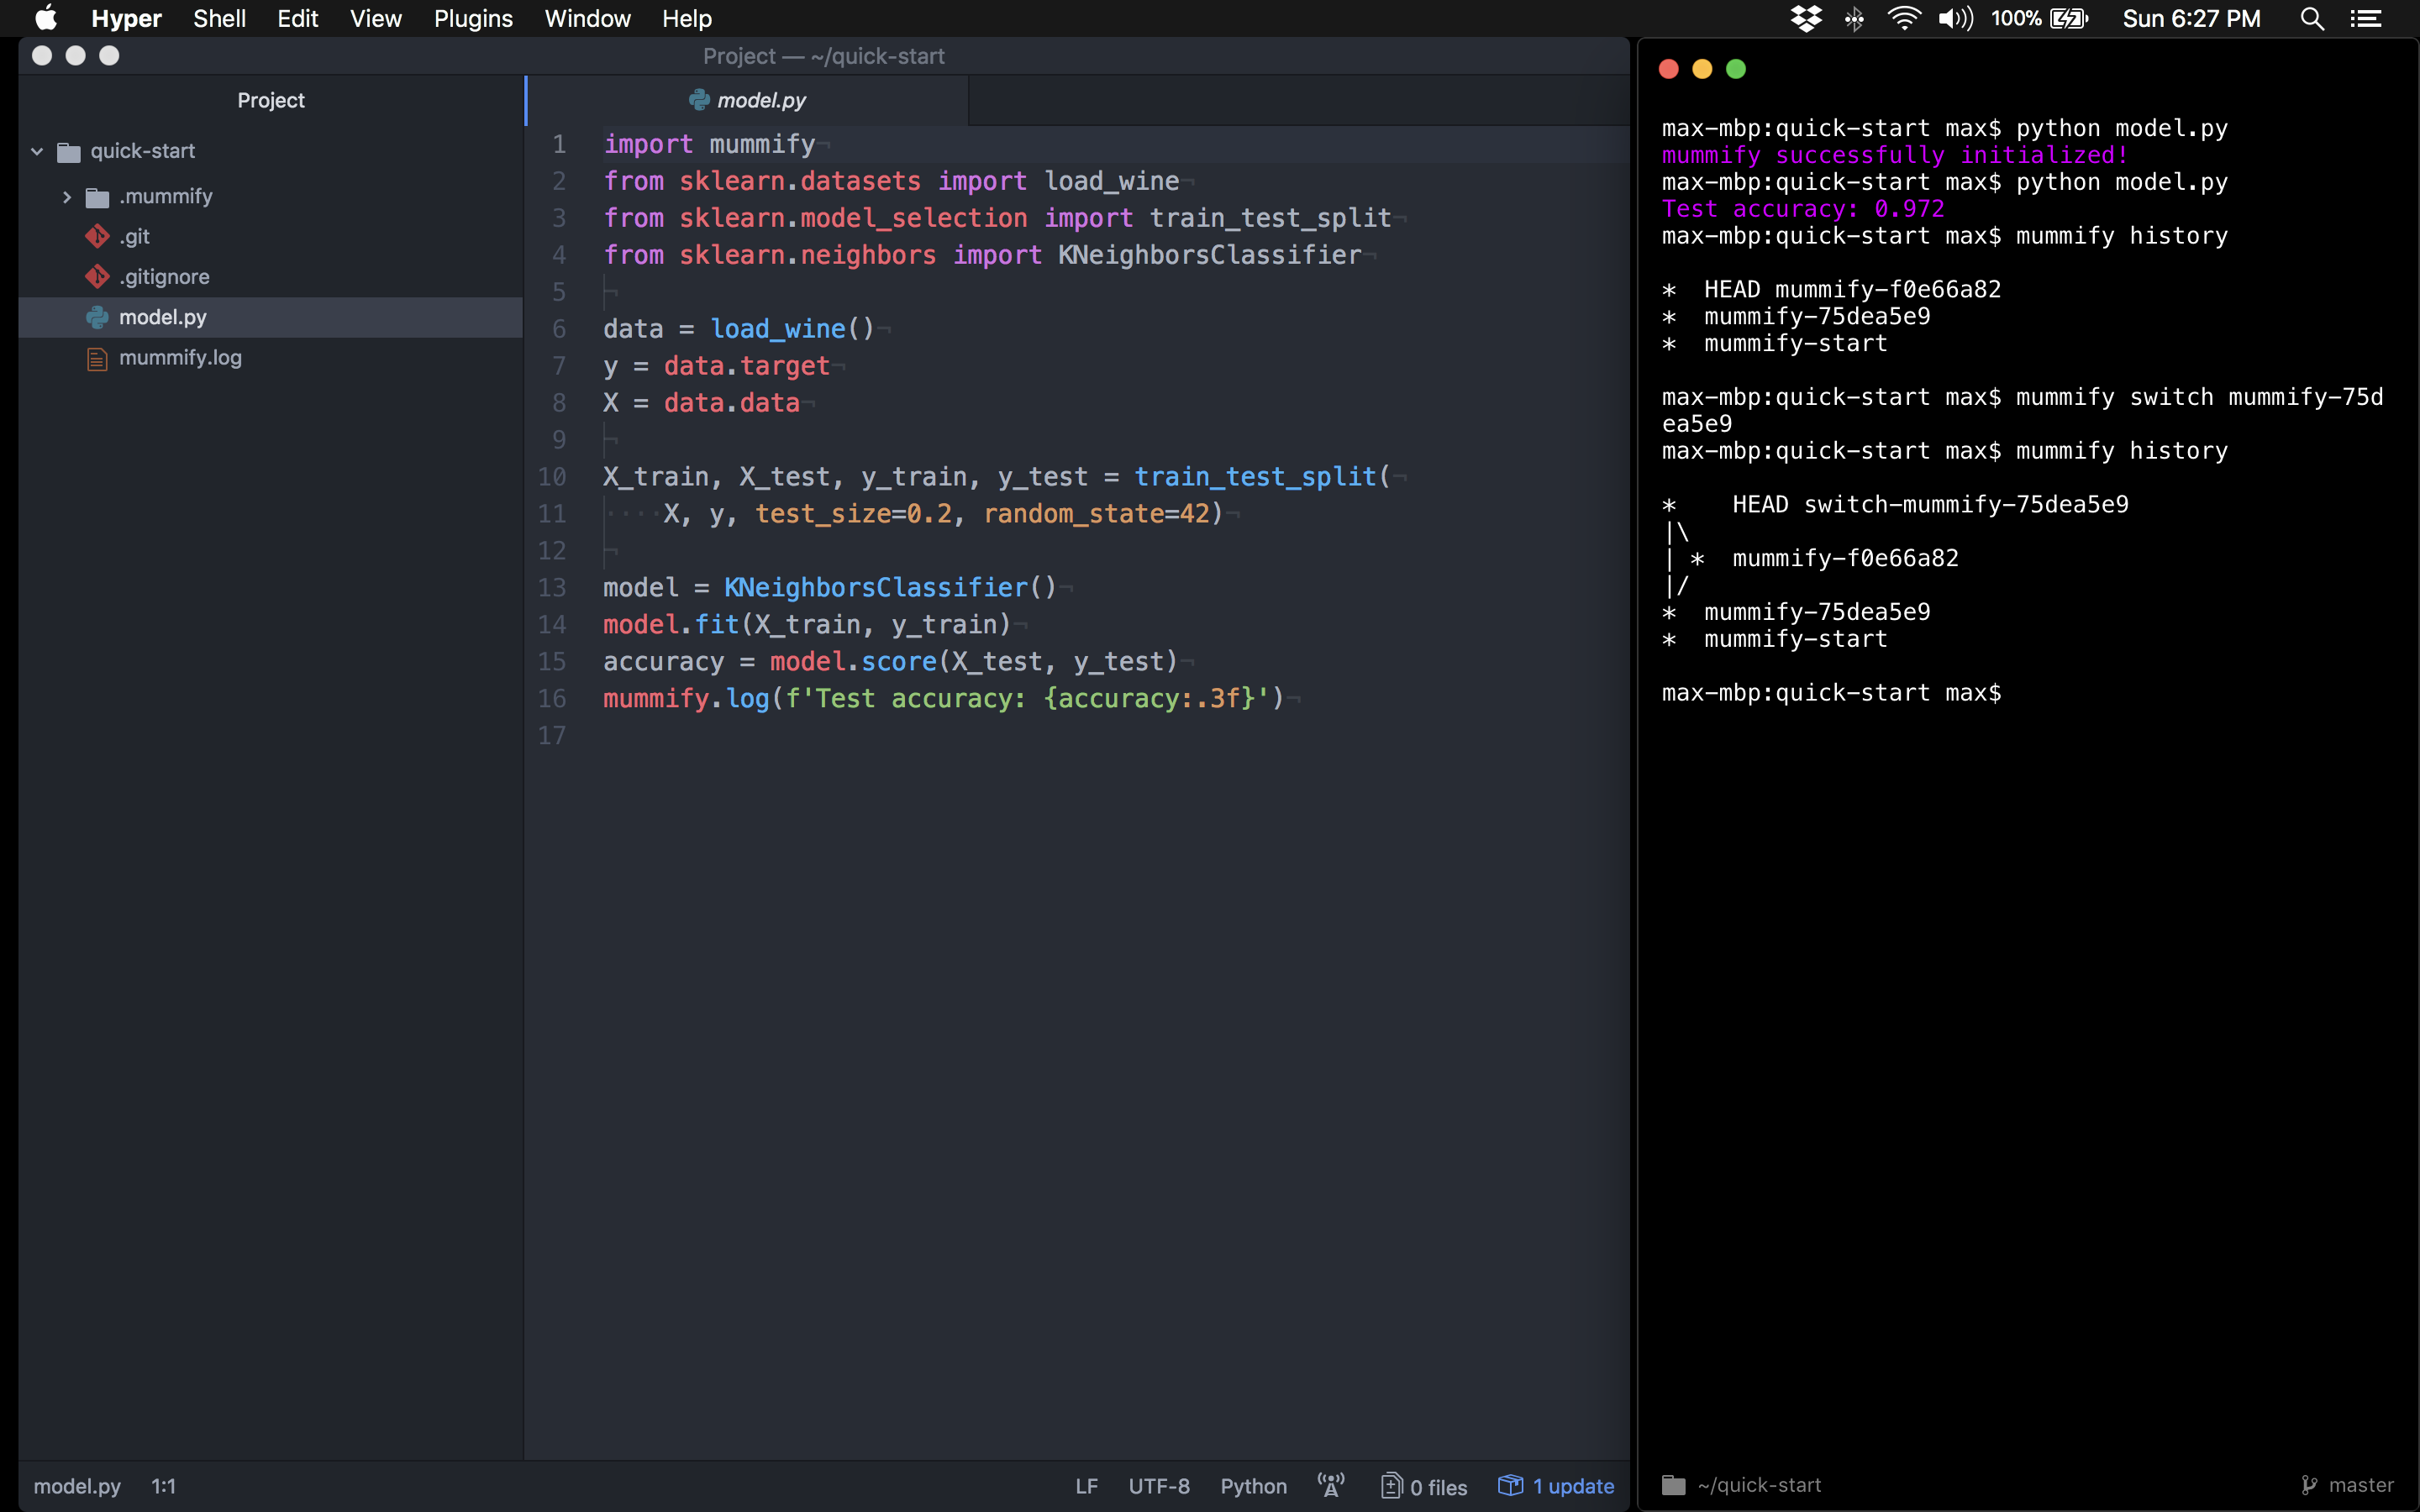 Hyper Shell Edit View Plugins Window Help 100% Sun 6:27 PM
Project — ~/quick-start
Project
quick-start
.mummify
.git
.gitignore
model.py
mummify.log
model.py
1 import mummify
2 from sklearn.datasets import load_wine
3 from sklearn.model_selection import train_test_split
4 from sklearn.neighbors import KNeighborsClassifier
5
6 data = load_wine()
7 y = data.target
8 X = data.data
9
10 X_train, X_test, y_train, y_test = train_test_split(
11     X, y, test_size=0.2, random_state=42)
12
13 model = KNeighborsClassifier()
14 model.fit(X_train, y_train)
15 accuracy = model.score(X_test, y_test)
16 mummify.log(f'Test accuracy: {accuracy:.3f}')
17
model.py 1:1 LF UTF-8 Python 0 files 1 update
max-mbp:quick-start max$ python model.py
mummify successfully initialized!
max-mbp:quick-start max$ python model.py
Test accuracy: 0.972
max-mbp:quick-start max$ mummify history
*  HEAD mummify-f0e66a82
*  mummify-75dea5e9
*  mummify-start
max-mbp:quick-start max$ mummify switch mummify-75d
ea5e9
max-mbp:quick-start max$ mummify history
*    HEAD switch-mummify-75dea5e9
|\
| *  mummify-f0e66a82
|/
*  mummify-75dea5e9
*  mummify-start
max-mbp:quick-start max$
~/quick-start master